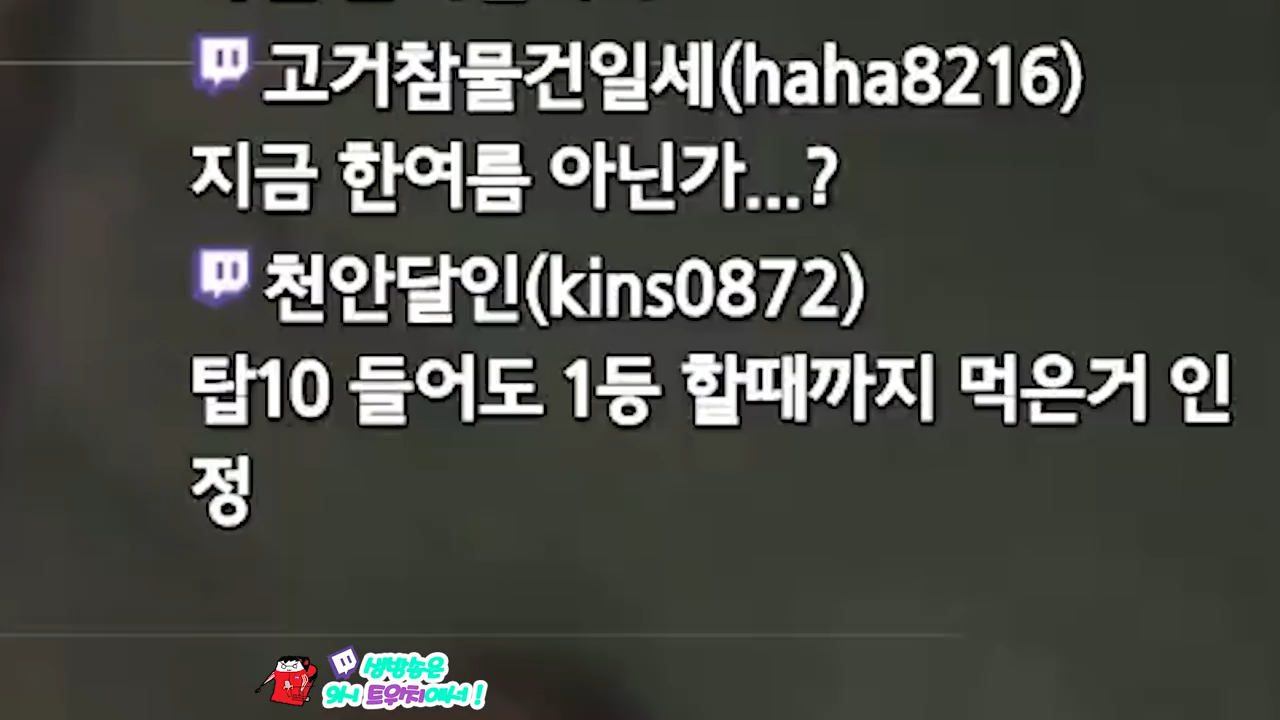 고거참물건일세(haha8216)
지금 한여름 아닌가...?
천안달인(kins0872)
탑10 들어도 1등 할때까지 먹은거 인
정
생방송은
9시 트위치에서!